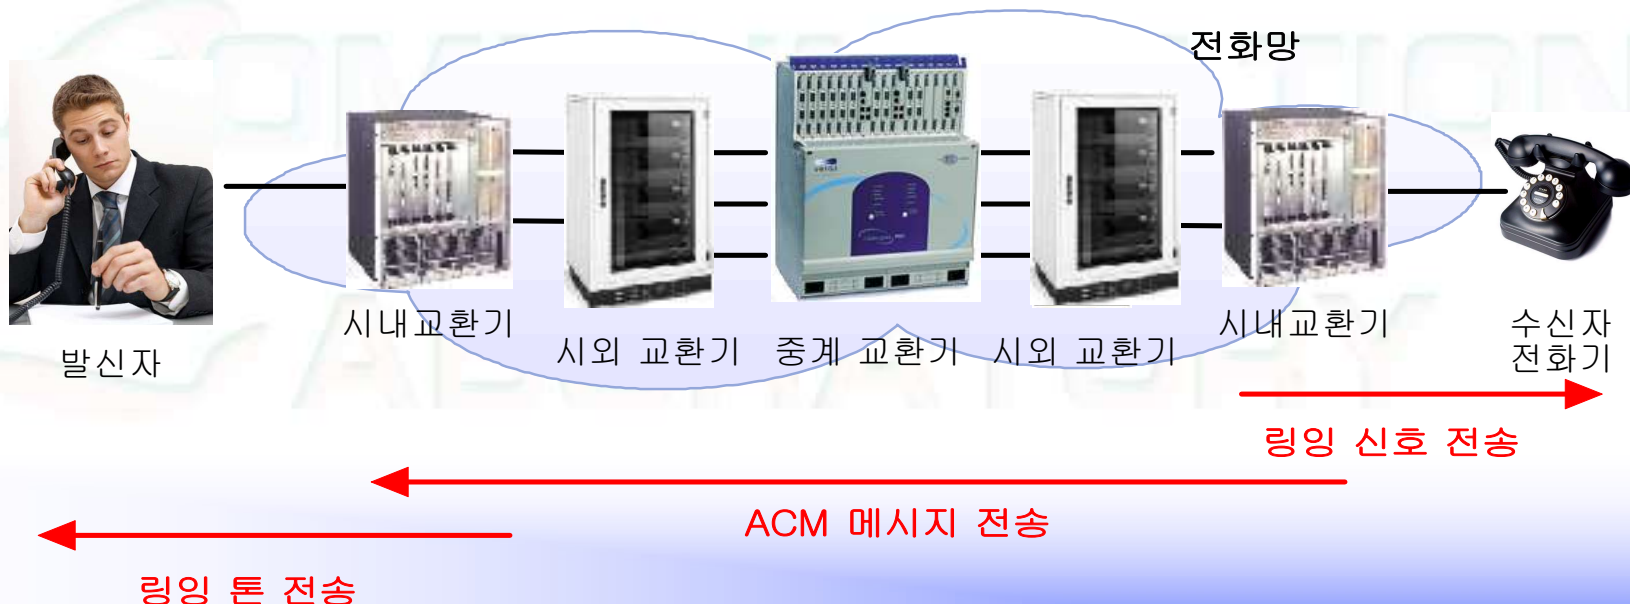 전화망
시내교환기
시외 교환기
중계 교환기
시외 교환기
시내교환기
발신자
수신자
전화기
링잉 신호 전송
ACM 메시지 전송
링잉 톤 전송